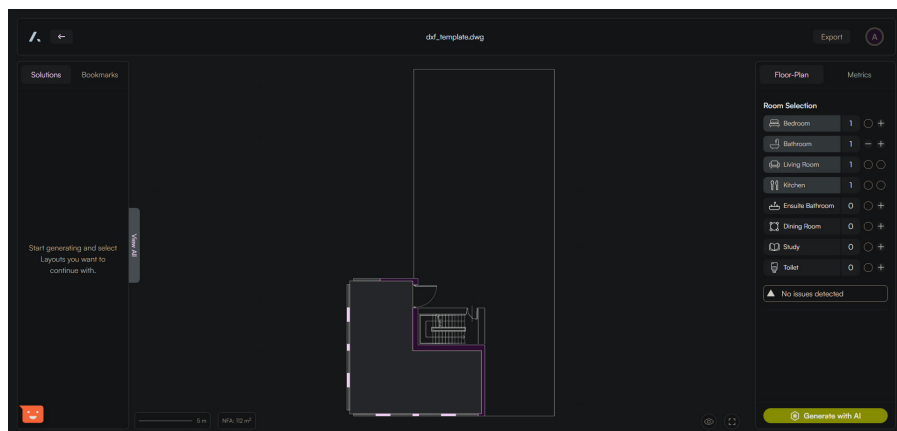 dxf_template.dwg
Export
A
Solutions
Bookmarks
Start generating and select
Layouts you want to
continue with.
View All
5 m
NFA: 112 m²
Floor-Plan
Metrics
Room Selection
Bedroom 1
Bathroom 1
Living Room 1
Kitchen 1
Ensuite Bathroom 0
Dining Room 0
Study 0
Toilet 0
No issues detected
Generate with AI